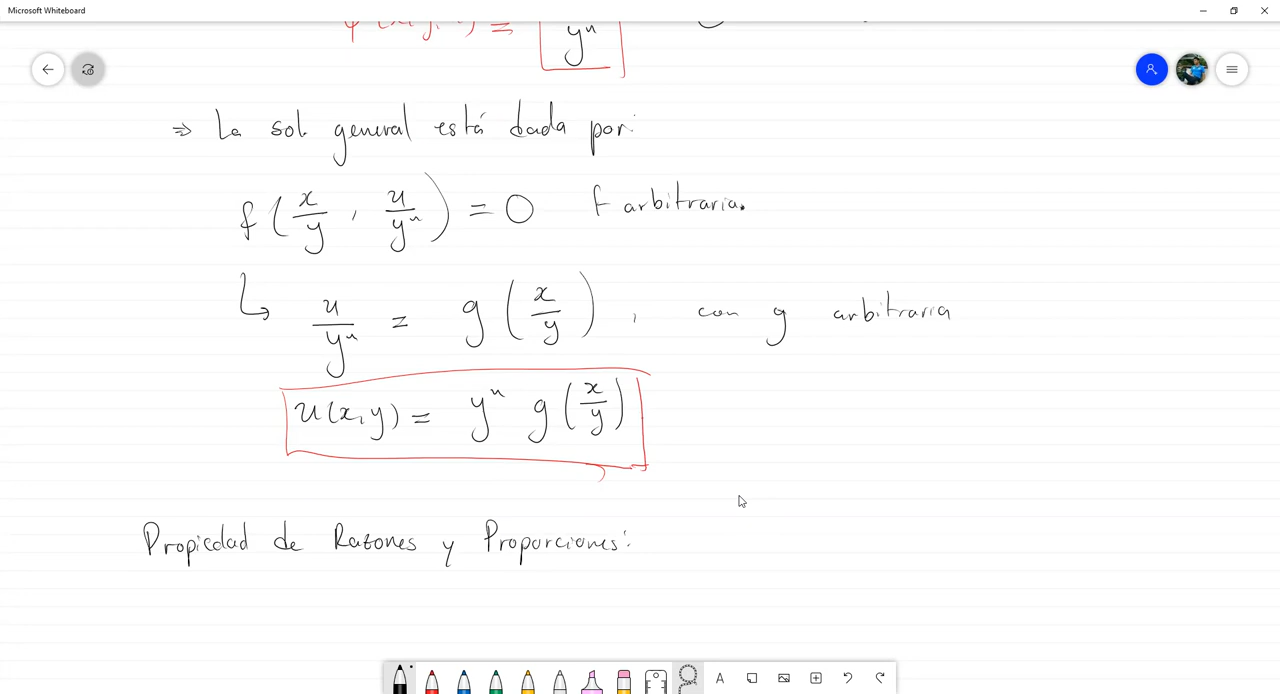 Microsoft Whiteboard
yⁿ
⇒ La sol. general está dada por:
f(x/y, u/yⁿ) = 0 f arbitraria.
↳ u/yⁿ = g(x/y), con g arbitraria
u(x,y) = yⁿ g(x/y)
Propiedad de Razones y Proporciones:
A